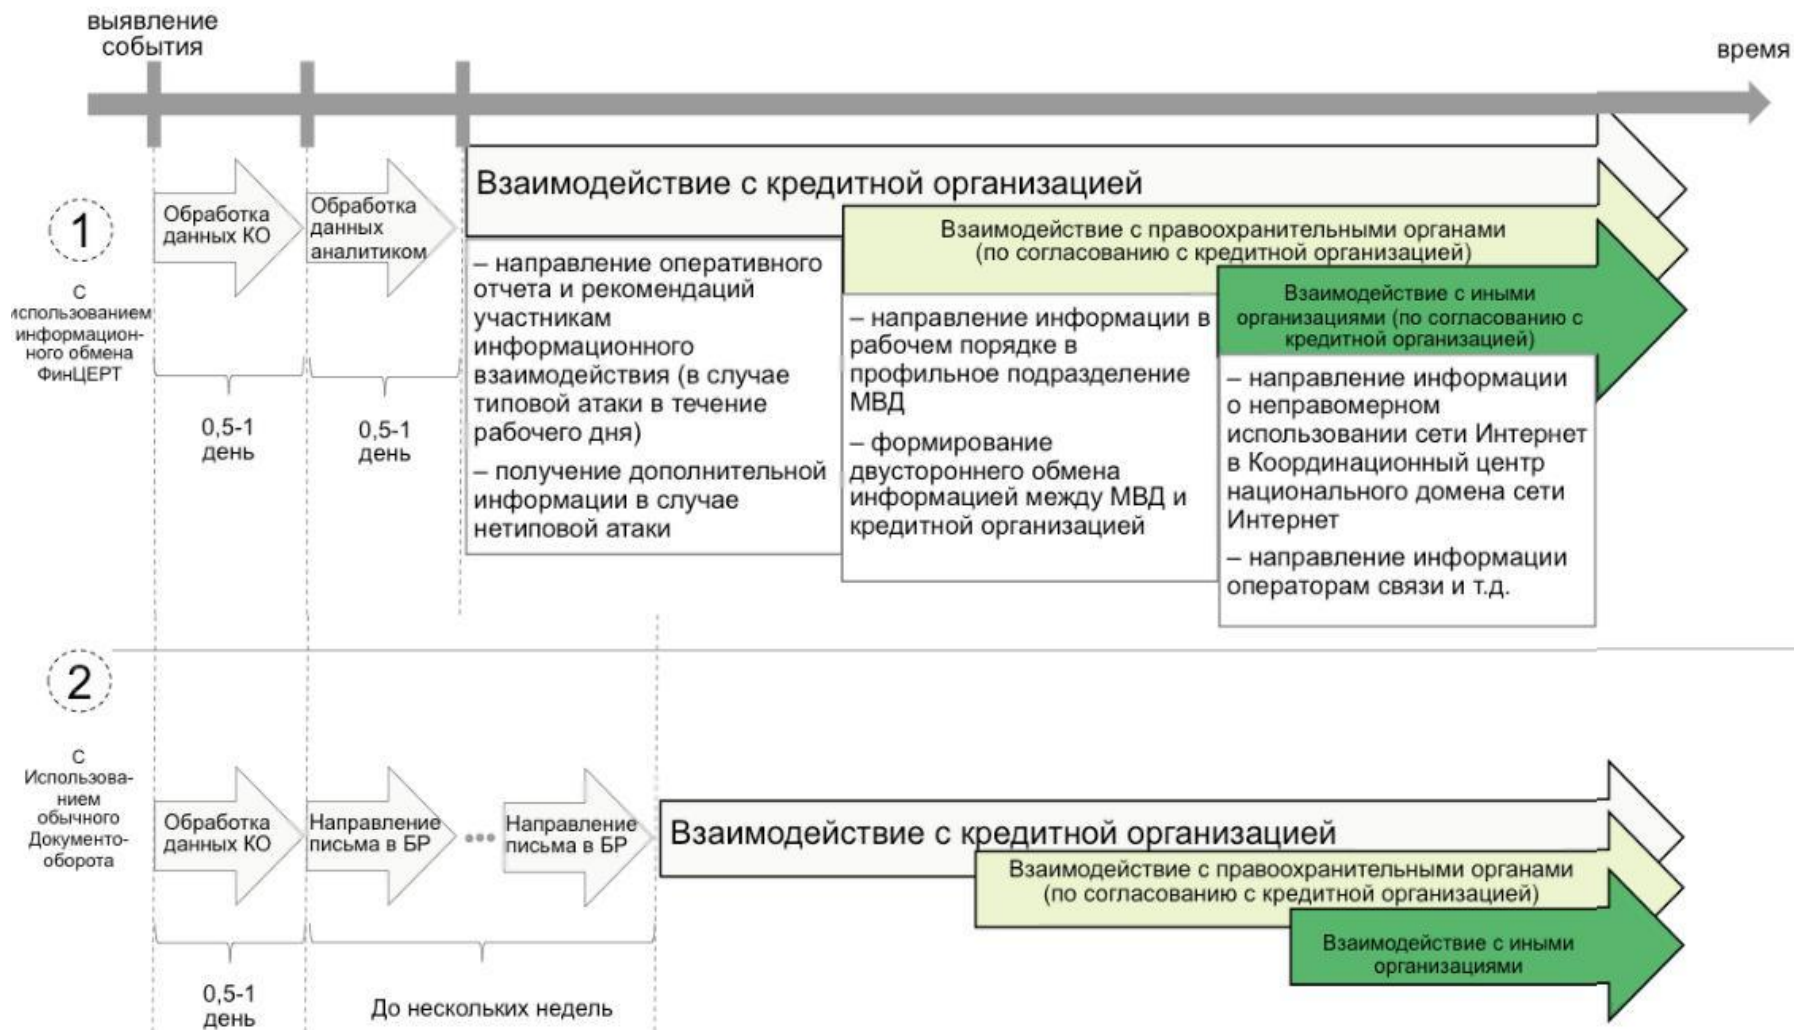 выявление
события
время
1
С
использованием
информацион-
ного обмена
ФинЦЕРТ
Обработка
данных КО
Обработка
данных
аналитиком
0,5-1
день
0,5-1
день
Взаимодействие с кредитной организацией
– направление оперативного
отчета и рекомендаций
участникам
информационного
взаимодействия (в случае
типовой атаки в течение
рабочего дня)
– получение дополнительной
информации в случае
нетиповой атаки
Взаимодействие с правоохранительными органами
(по согласованию с кредитной организацией)
– направление информации в
рабочем порядке в
профильное подразделение
МВД
– формирование
двустороннего обмена
информацией между МВД и
кредитной организацией
Взаимодействие с иными
организациями (по согласованию с
кредитной организацией)
– направление информации
о неправомерном
использовании сети Интернет
в Координационный центр
национального домена сети
Интернет
– направление информации
операторам связи и т.д.
2
С
Использова-
нием
обычного
Документо-
оборота
Обработка
данных КО
Направление
письма в БР
Направление
письма в БР
0,5-1
день
До нескольких недель
Взаимодействие с кредитной организацией
Взаимодействие с правоохранительными органами
(по согласованию с кредитной организацией)
Взаимодействие с иными
организациями